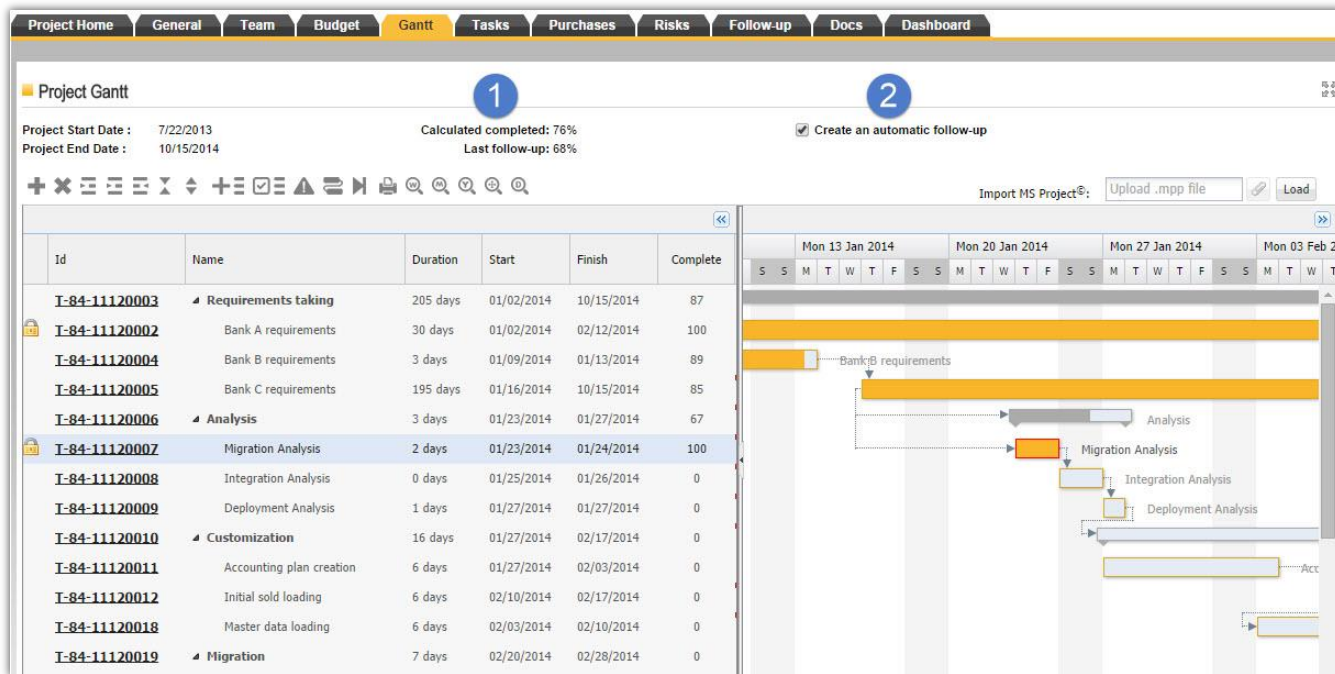 Project Home General Team Budget Gantt Tasks Purchases Risks Follow-up Docs Dashboard
Project Gantt
1
2
Project Start Date : 7/22/2013 Calculated completed: 76% Create an automatic follow-up
Project End Date : 10/15/2014 Last follow-up: 68%
Import MS Project©: Upload .mpp file Load
Mon 13 Jan 2014 Mon 20 Jan 2014 Mon 27 Jan 2014 Mon 03 Feb 2
Id Name Duration Start Finish Complete
S S M T W T F S S M T W T F S S M T W T F S S M T W T
T-84-11120003 Requirements taking 205 days 01/02/2014 10/15/2014 87
T-84-11120002 Bank A requirements 30 days 01/02/2014 02/12/2014 100
T-84-11120004 Bank B requirements 3 days 01/09/2014 01/13/2014 89 Bank B requirements
T-84-11120005 Bank C requirements 195 days 01/16/2014 10/15/2014 85
T-84-11120006 Analysis 3 days 01/23/2014 01/27/2014 67 Analysis
T-84-11120007 Migration Analysis 2 days 01/23/2014 01/24/2014 100 Migration Analysis
T-84-11120008 Integration Analysis 0 days 01/25/2014 01/26/2014 0 Integration Analysis
T-84-11120009 Deployment Analysis 1 days 01/27/2014 01/27/2014 0 Deployment Analysis
T-84-11120010 Customization 16 days 01/27/2014 02/17/2014 0
T-84-11120011 Accounting plan creation 6 days 01/27/2014 02/03/2014 0 Acc
T-84-11120012 Initial sold loading 6 days 02/10/2014 02/17/2014 0
T-84-11120018 Master data loading 6 days 02/03/2014 02/10/2014 0
T-84-11120019 Migration 7 days 02/20/2014 02/28/2014 0